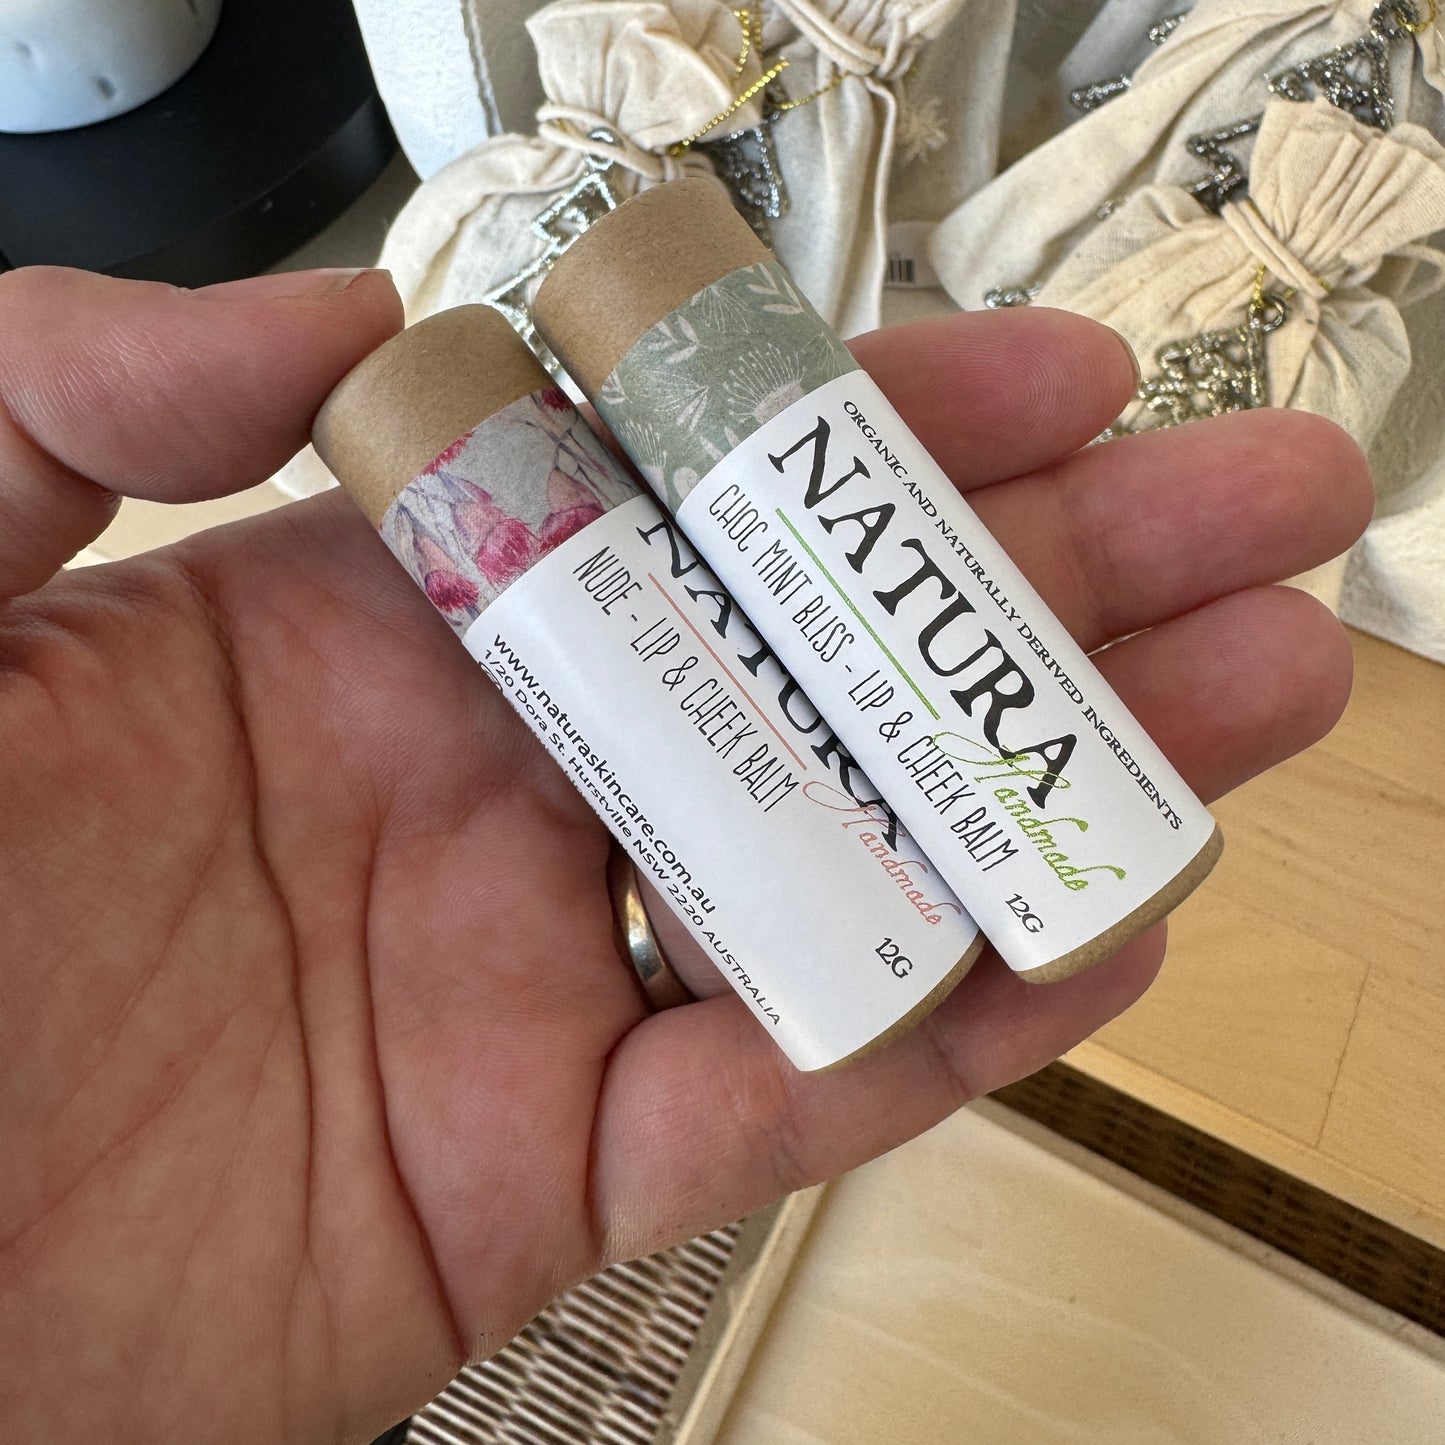 NATURA
NUDE - LIP & CHEEK BALM
Handmade
12G
www.naturaskincare.com.au
1/20 Dora St. Hurstville NSW 2220 AUSTRALIA
ORGANIC AND NATURALLY DERIVED INGREDIENTS
NATURA
CHOC MINT BLISS - LIP & CHEEK BALM
Handmade
12G